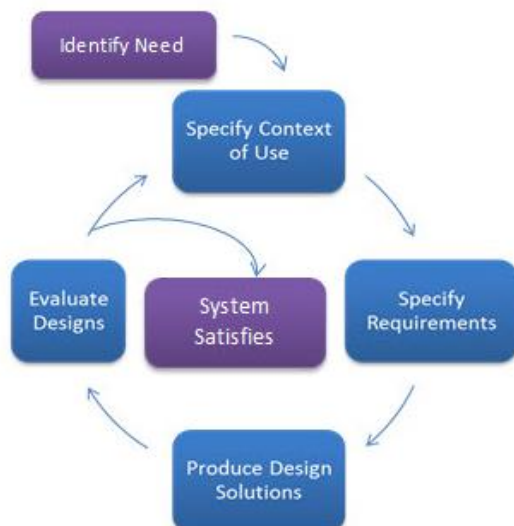 Identify Need
Specify Context
of Use
Specify
Requirements
Produce Design
Solutions
Evaluate
Designs
System
Satisfies